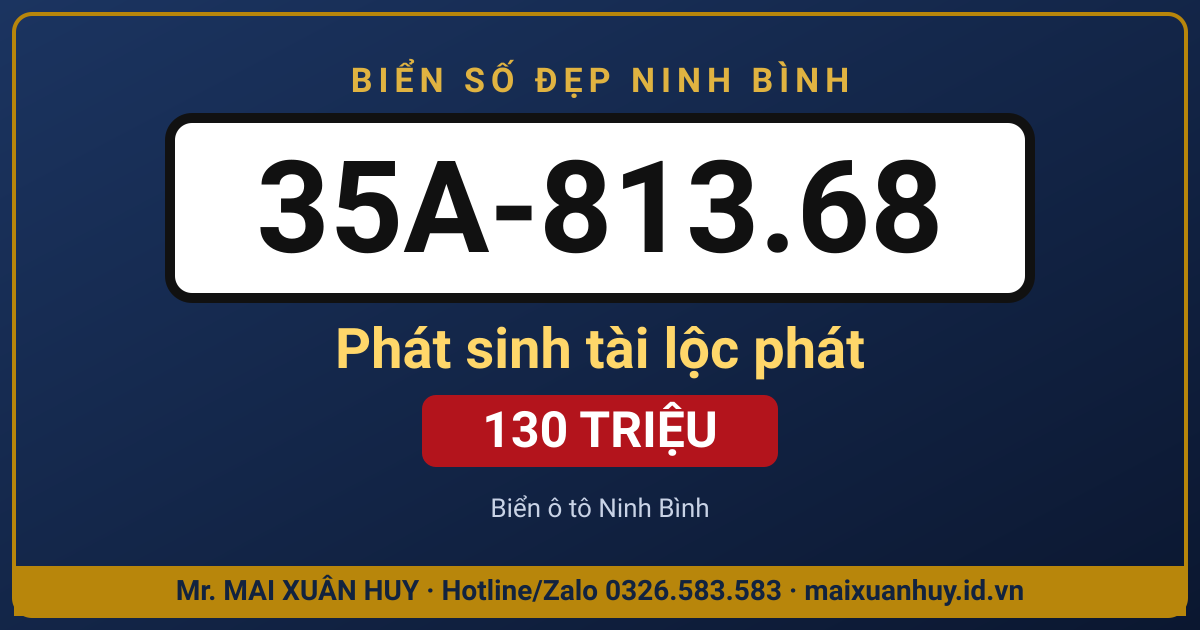 BIỂN SỐ ĐẸP NINH BÌNH
35A-813.68
Phát sinh tài lộc phát
130 TRIỆU
Biển ô tô Ninh Bình
Mr. MAI XUÂN HUY · Hotline/Zalo 0326.583.583 · maixuanhuy.id.vn